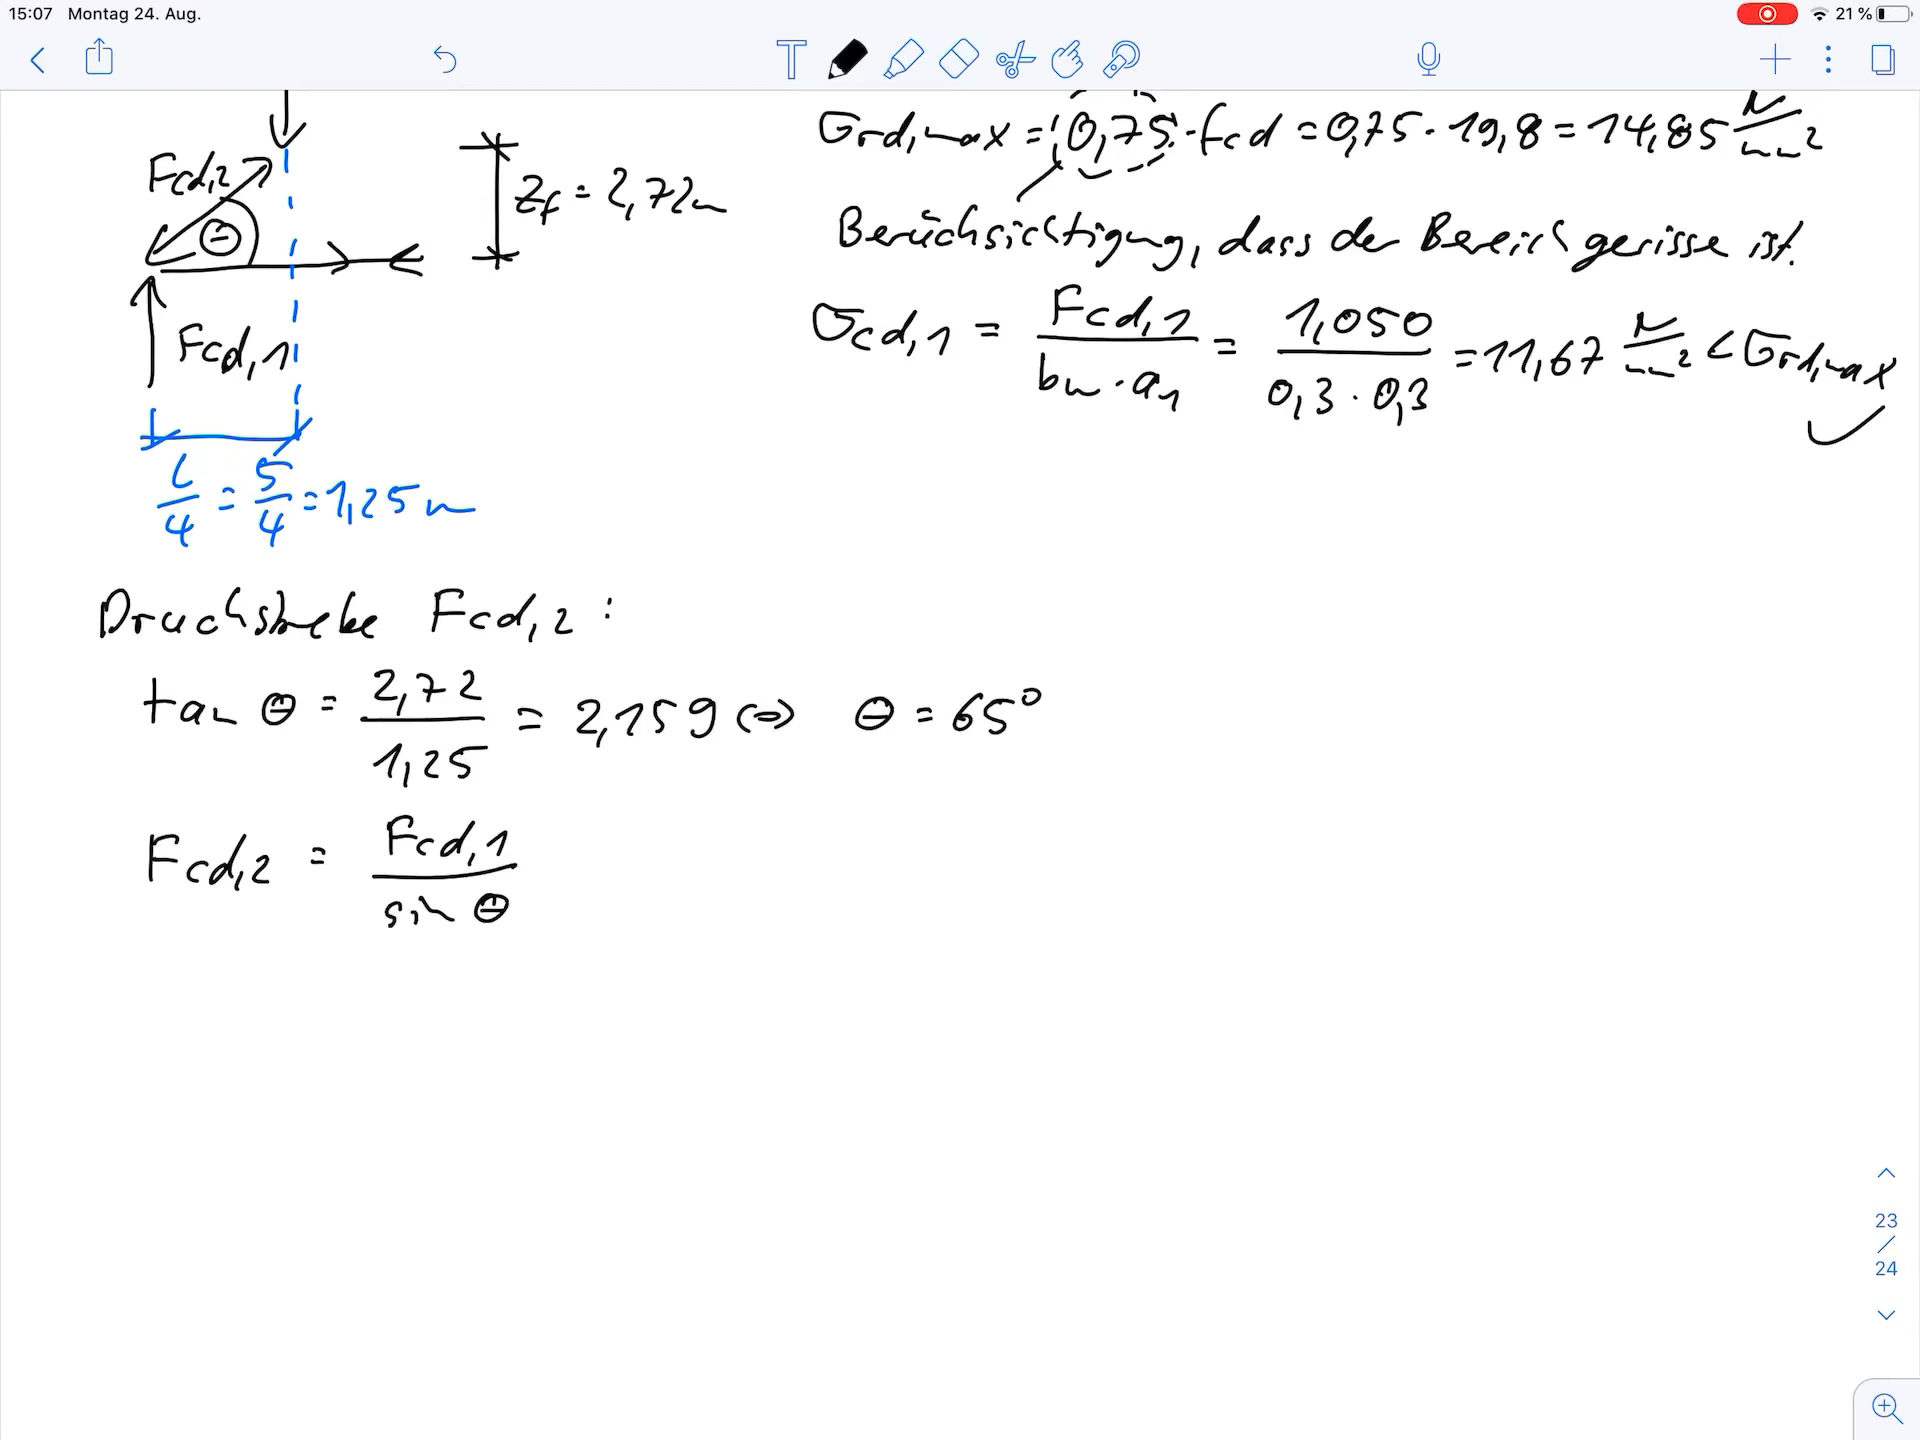 15:07 Montag 24. Aug.
21 %
T
Fcd,2
Θ
Fcd,1
zf = 2,72m
l/4 = 5/4 = 1,25 m
σrd,max = 0,75 · fcd = 0,75 · 19,8 = 14,85 N/mm²
Berücksichtigung, dass der Bereich gerisse ist.
σcd,1 = Fcd,1 / bw · a1 = 1,050 / 0,3 · 0,3 = 11,67 N/mm² < σrd,max ✓
Druckstrebe Fcd,2 :
tan Θ = 2,72 / 1,25 = 2,159 ⇔ Θ = 65°
Fcd,2 = Fcd,1 / sin Θ
23
/
24